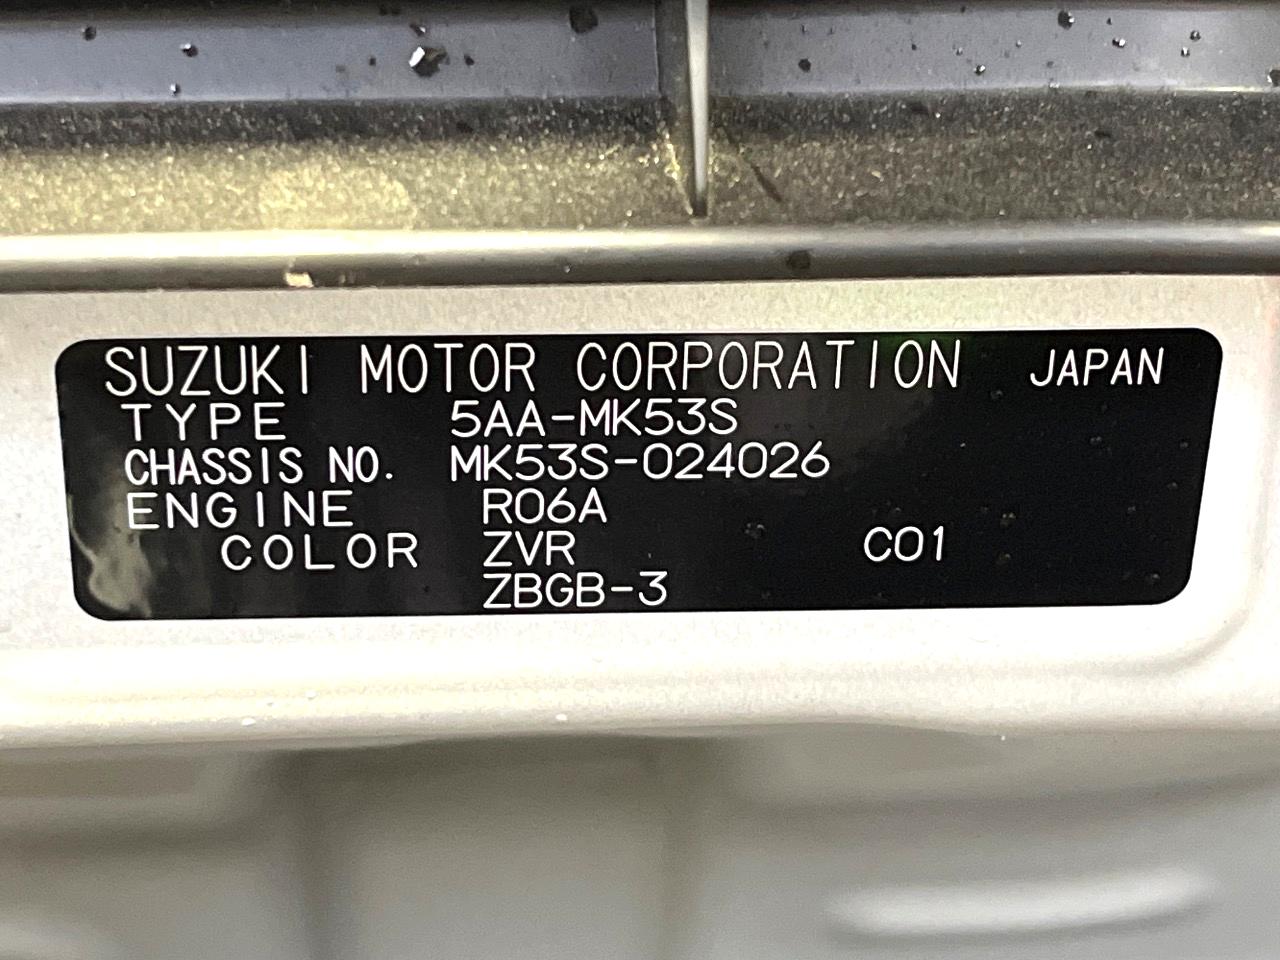 SUZUKI MOTOR CORPORATION JAPAN
TYPE 5AA-MK53S
CHASSIS NO. MK53S-024026
ENGINE R06A
COLOR ZVR C01
ZBGB-3